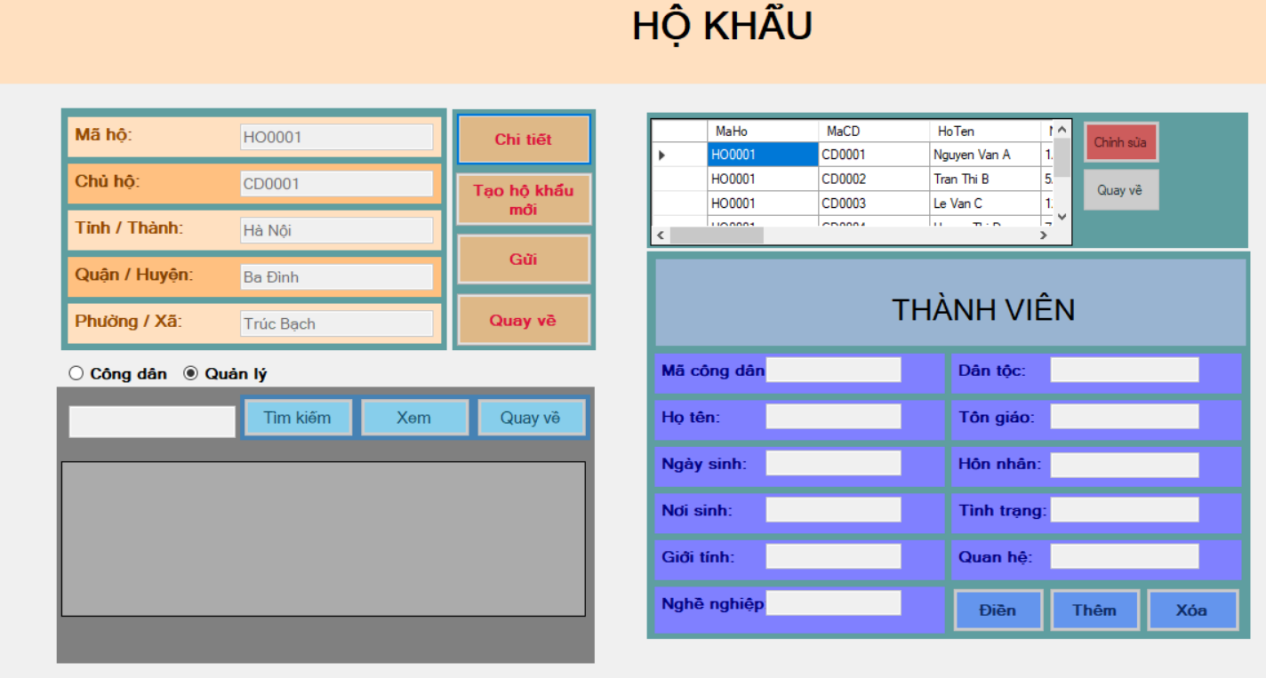 HỘ KHẨU
Mã hộ: HO0001
Chủ hộ: CD0001
Tỉnh / Thành: Hà Nội
Quận / Huyện: Ba Đình
Phường / Xã: Trúc Bạch
Chi tiết
Tạo hộ khẩu
mới
Gửi
Quay về
Công dân Quản lý
Tìm kiếm Xem Quay về
MaHo MaCD HoTen
HO0001 CD0001 Nguyen Van A 1.
HO0001 CD0002 Tran Thi B 5.
HO0001 CD0003 Le Van C 1.
Chỉnh sửa
Quay về
THÀNH VIÊN
Mã công dân Dân tộc:
Họ tên: Tôn giáo:
Ngày sinh: Hôn nhân:
Nơi sinh: Tình trạng:
Giới tính: Quan hệ:
Nghề nghiệp Điền Thêm Xóa